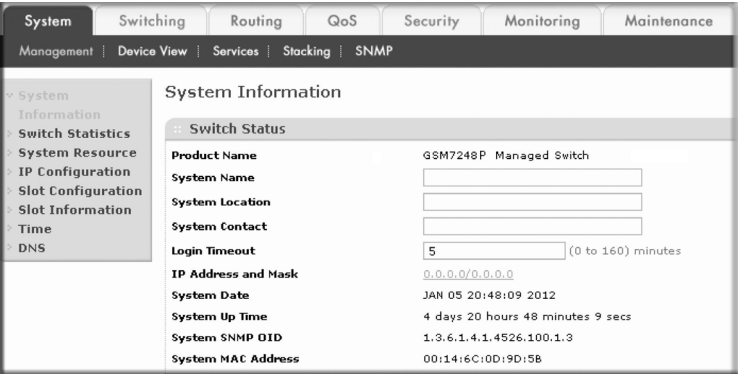 System Switching Routing QoS Security Monitoring Maintenance
Management Device View Services Stacking SNMP
System
Information
Switch Statistics
System Resource
IP Configuration
Slot Configuration
Slot Information
Time
DNS
System Information
Switch Status
Product Name GSM7248P Managed Switch
System Name
System Location
System Contact
Login Timeout 5 (0 to 160) minutes
IP Address and Mask 0.0.0.0/0.0.0.0
System Date JAN 05 20:48:09 2012
System Up Time 4 days 20 hours 48 minutes 9 secs
System SNMP OID 1.3.6.1.4.1.4526.100.1.3
System MAC Address 00:14:6C:0D:9D:5B